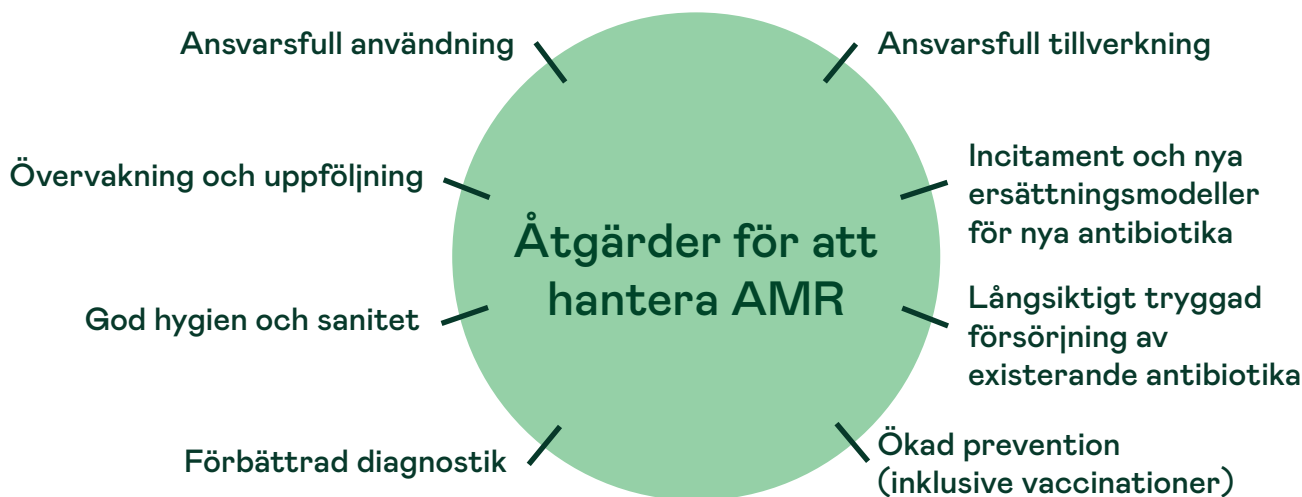 Ansvarsfull användning
Övervakning och uppföljning
God hygien och sanitet
Förbättrad diagnostik
Åtgärder för att
hantera AMR
Ansvarsfull tillverkning
Incitament och nya
ersättningsmodeller
för nya antibiotika
Långsiktigt tryggad
försörjning av
existerande antibiotika
Ökad prevention
(inklusive vaccinationer)